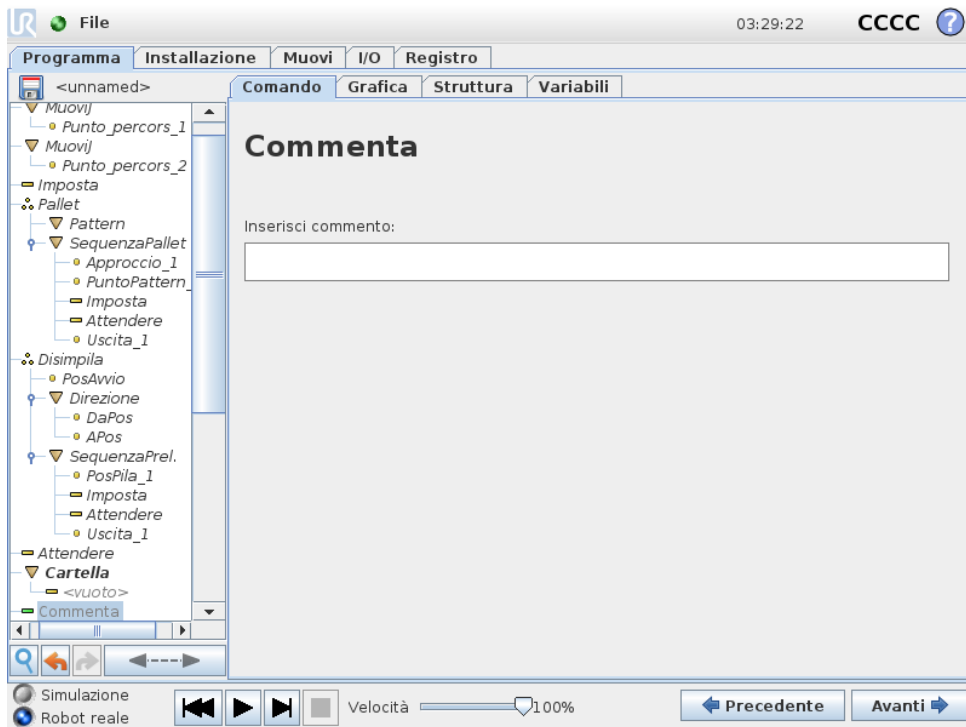 File
03:29:22
CCCC
?
Programma Installazione Muovi I/O Registro
<unnamed>
Comando Grafica Struttura Variabili
MuoviJ
Punto_percors_1
MuoviJ
Punto_percors_2
Imposta
Pallet
Pattern
SequenzaPallet
Approccio_1
PuntoPattern_
Imposta
Attendere
Uscita_1
Disimpila
PosAvvio
Direzione
DaPos
APos
SequenzaPrel.
PosPila_1
Imposta
Attendere
Uscita_1
Attendere
Cartella
<vuoto>
Commenta
Commenta
Inserisci commento:
Simulazione
Robot reale
Velocità
100%
Precedente
Avanti